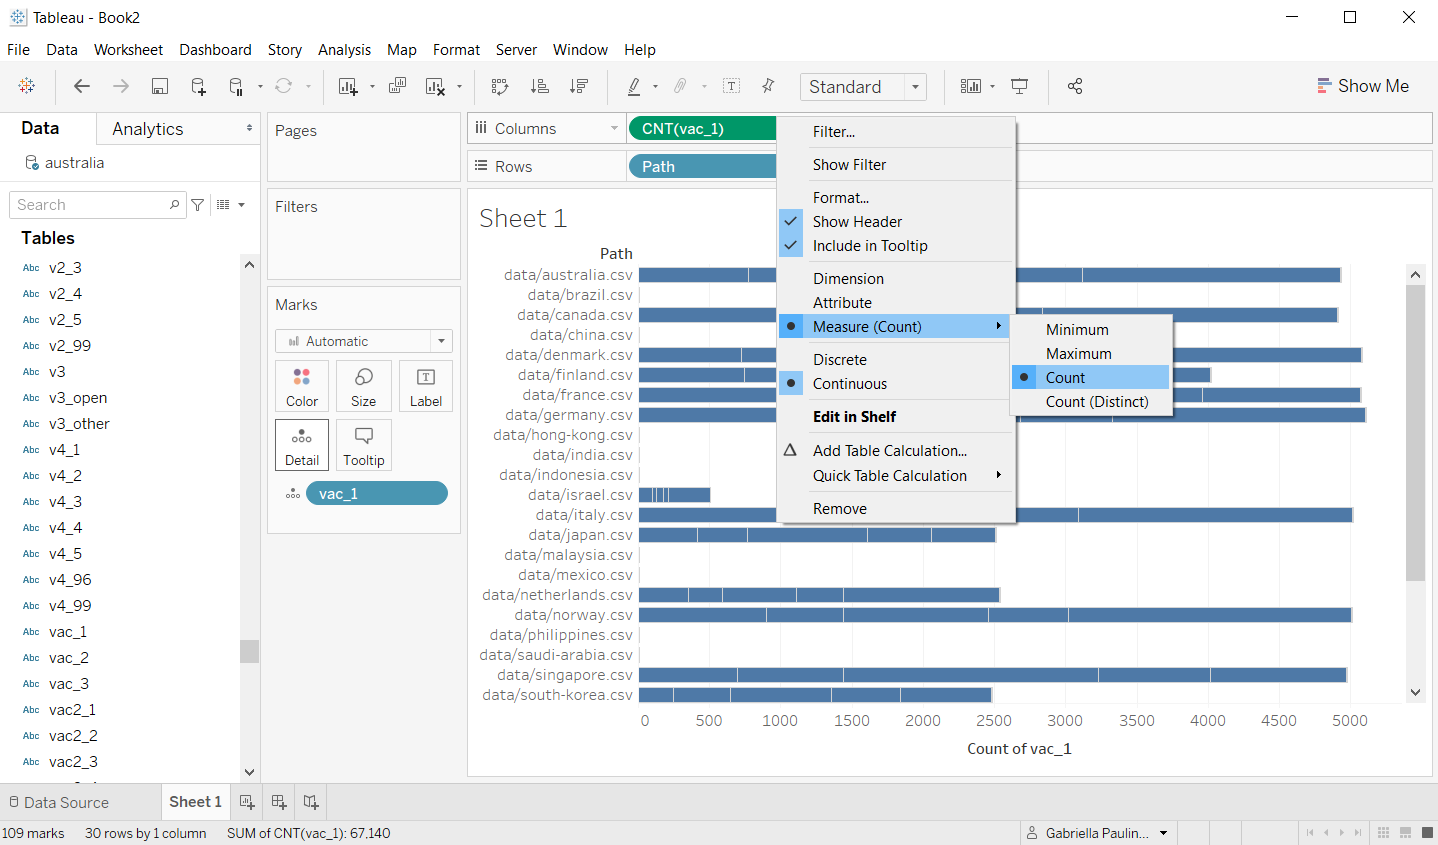 Tableau - Book2
File Data Worksheet Dashboard Story Analysis Map Format Server Window Help
Standard
Show Me
Data
Analytics
australia
Search
Tables
Abc v2_3
Abc v2_4
Abc v2_5
Abc v2_99
Abc v3
Abc v3_open
Abc v3_other
Abc v4_1
Abc v4_2
Abc v4_3
Abc v4_4
Abc v4_5
Abc v4_96
Abc v4_99
Abc vac_1
Abc vac_2
Abc vac_3
Abc vac2_1
Abc vac2_2
Abc vac2_3
Pages
Filters
Marks
Automatic
Color
Size
T
Label
Detail
Tooltip
vac_1
Columns
CNT(vac_1)
Rows
Path
Sheet 1
Path
data/australia.csv
data/brazil.csv
data/canada.csv
data/china.csv
data/denmark.csv
data/finland.csv
data/france.csv
data/germany.csv
data/hong-kong.csv
data/india.csv
data/indonesia.csv
data/israel.csv
data/italy.csv
data/japan.csv
data/malaysia.csv
data/mexico.csv
data/netherlands.csv
data/norway.csv
data/philippines.csv
data/saudi-arabia.csv
data/singapore.csv
data/south-korea.csv
0 500 1000 1500 2000 2500 3000 3500 4000 4500 5000
Count of vac_1
Filter...
Show Filter
Format...
Show Header
Include in Tooltip
Dimension
Attribute
Measure (Count)
Discrete
Continuous
Edit in Shelf
Add Table Calculation...
Quick Table Calculation
Remove
Minimum
Maximum
Count
Count (Distinct)
Data Source
Sheet 1
109 marks 30 rows by 1 column SUM of CNT(vac_1): 67,140
Gabriella Paulin...